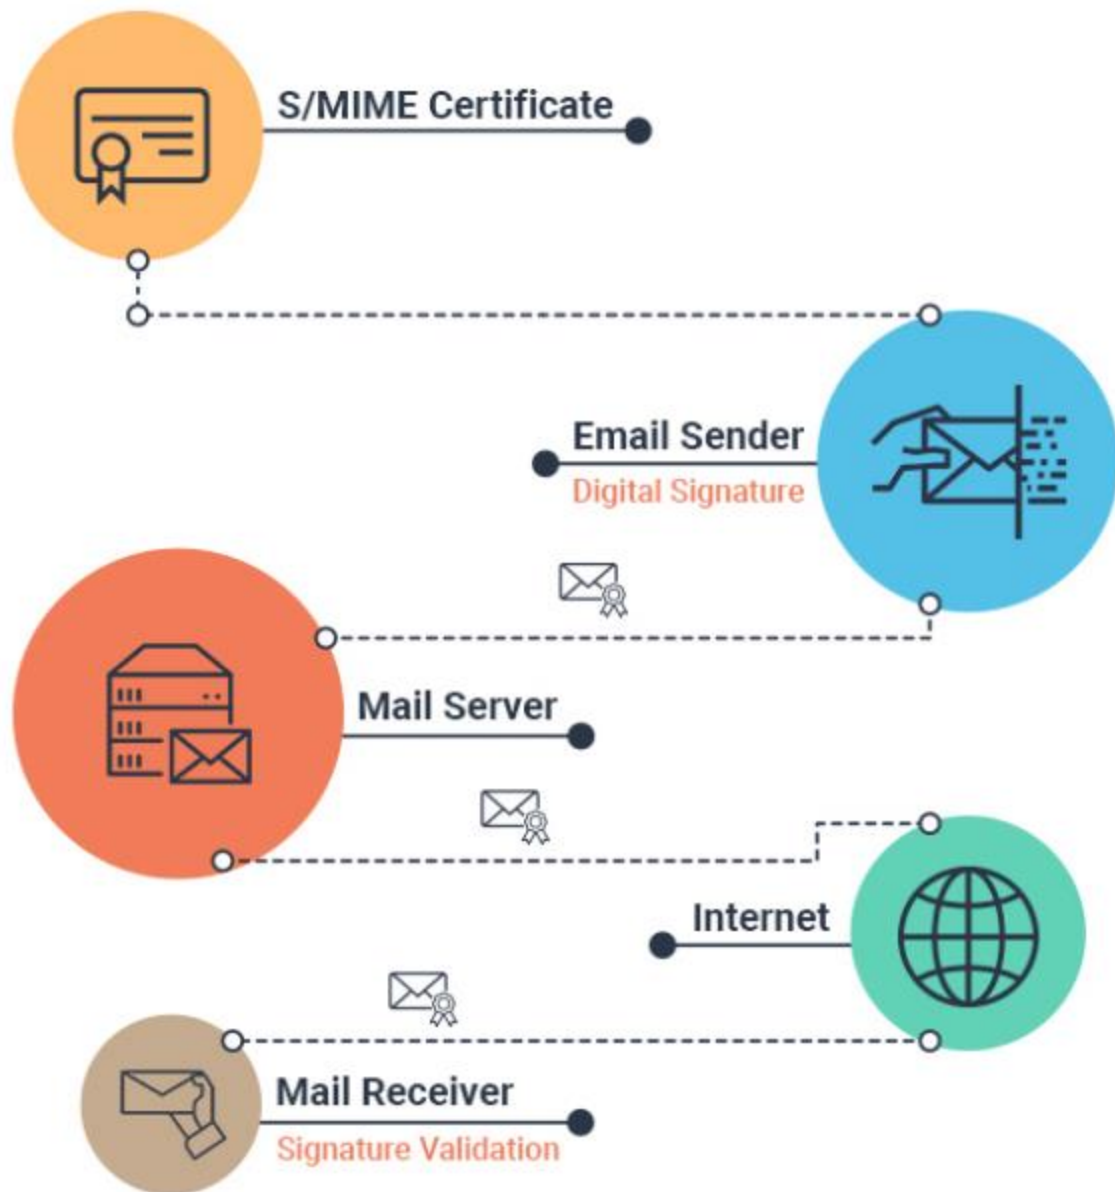 S/MIME Certificate
Email Sender
Digital Signature
Mail Server
Internet
Mail Receiver
Signature Validation